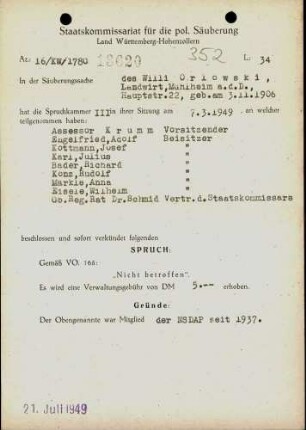 Staatskommissariat für die pol. Säuberung
Land Württemberg-Hohenzollern
Az: 16/KW/1780 18620 352 L 34
In der Säuberungssache des Willi Orlowski,
Landwirt, Mühlheim a.d.D.,
Hauptstr.22, geb.am 3.11.1906
hat die Spruchkammer III in ihrer Sitzung am 7.3.1949 an welcher
teilgenommen haben:
Assessor Krumm Vorsitzender
Zugelfried, Adolf Beisitzer
Kottmann, Josef "
Karl, Julius "
Bader, Richard "
Kons, Rudolf "
Markle, Anna "
Eisele, Wilhelm "
Ob.Reg.Rat Dr.Schmid Vertr.d.Staatskommissars
beschlossen und sofort verkündet folgenden
SPRUCH:
Gemäß VO. 166:
„Nicht betroffen".
Es wird eine Verwaltungsgebühr von DM 5.-- erhoben.
Gründe:
Der Obengenannte war Mitglied der NSDAP seit 1937.
21. Juli 1949